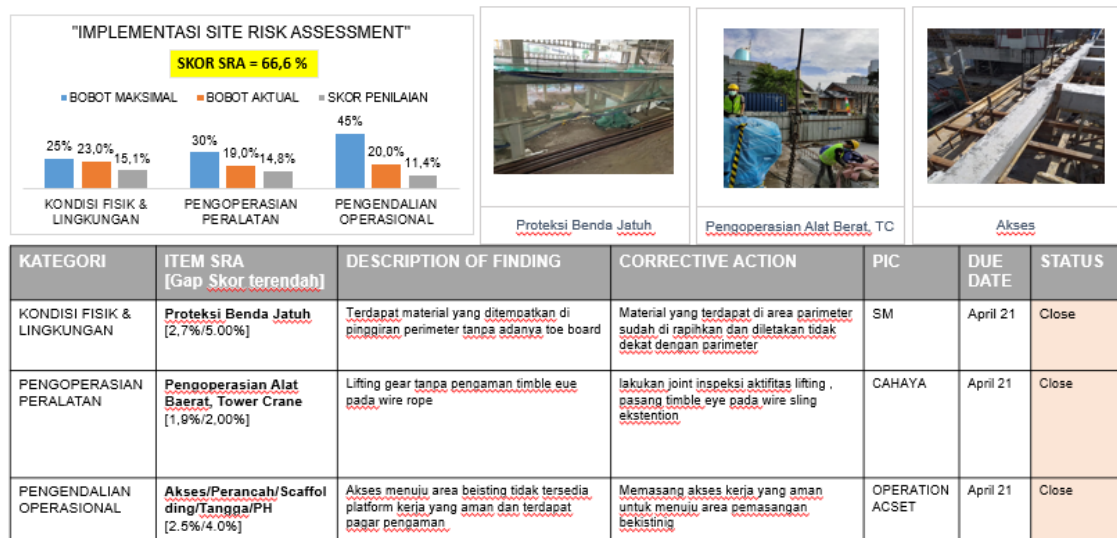 "IMPLEMENTASI SITE RISK ASSESSMENT"
SKOR SRA = 66,6 %
BOBOT MAKSIMAL BOBOT AKTUAL SKOR PENILAIAN
25% 23,0% 15,1%
30% 19,0% 14,8%
45% 20,0% 11,4%
KONDISI FISIK &
LINGKUNGAN
PENGOPERASIAN
PERALATAN
PENGENDALIAN
OPERASIONAL
Proteksi Benda Jatuh
Pengoperasian Alat Berat, TC
Akses
KATEGORI
ITEM SRA
[Gap Skor terendah]
DESCRIPTION OF FINDING
CORRECTIVE ACTION
PIC
DUE
DATE
STATUS
KONDISI FISIK &
LINGKUNGAN
Proteksi Benda Jatuh
[2,7%/5.00%]
Terdapat material yang ditempatkan di
pinggiran perimeter tanpa adanya toe board
Material yang terdapat di area parimeter
sudah di rapihkan dan diletakan tidak
dekat dengan parimeter
SM
April 21
Close
PENGOPERASIAN
PERALATAN
Pengoperasian Alat
Baerat, Tower Crane
[1,9%/2,00%]
Lifting gear tanpa pengaman timble eue
pada wire rope
lakukan joint inspeksi aktifitas lifting ,
pasang timble eye pada wire sling
ekstention
CAHAYA
April 21
Close
PENGENDALIAN
OPERASIONAL
Akses/Perancah/Scaffol
ding/Tangga/PH
[2.5%/4.0%]
Akses menuju area beisting tidak tersedia
platform kerja yang aman dan terdapat
pagar pengaman
Memasang akses kerja yang aman
untuk menuju area pemasangan
bekistinig
OPERATION
ACSET
April 21
Close